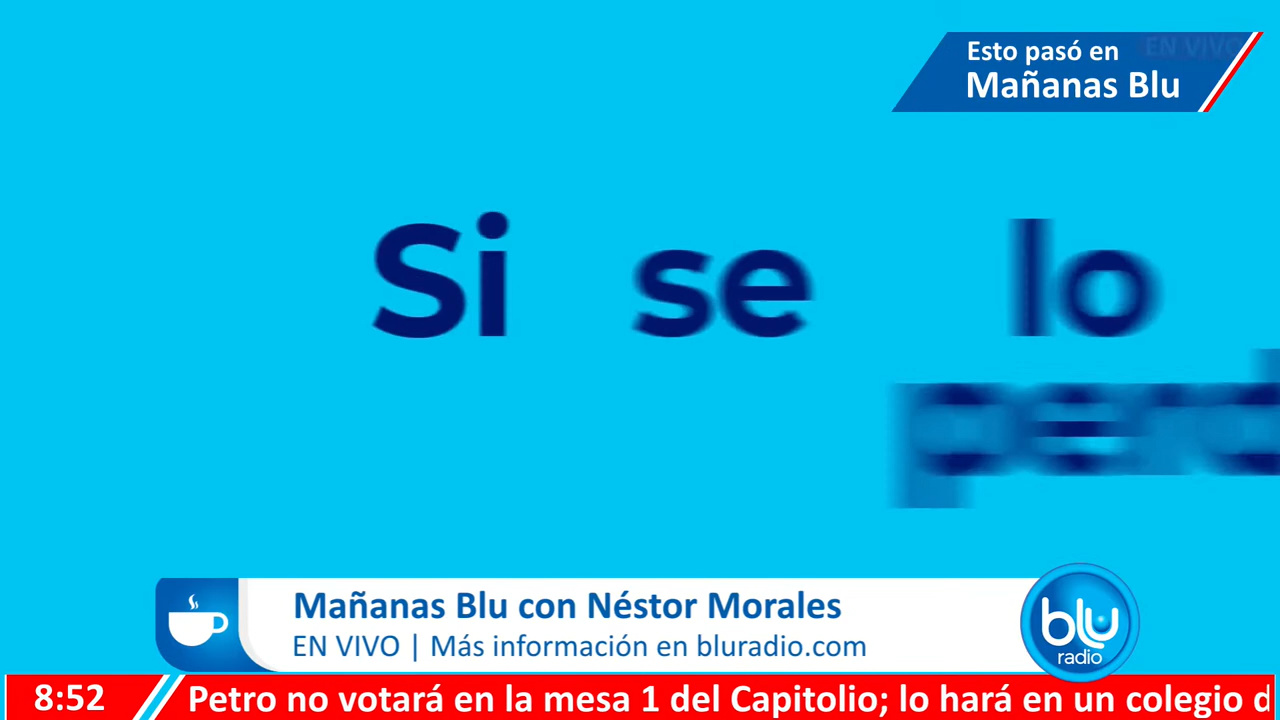 EN VIVO
Esto pasó en
Mañanas Blu
Si se lo
Mañanas Blu con Néstor Morales
EN VIVO | Más información en bluradio.com
blu
radio
8:52
Petro no votará en la mesa 1 del Capitolio; lo hará en un colegio d